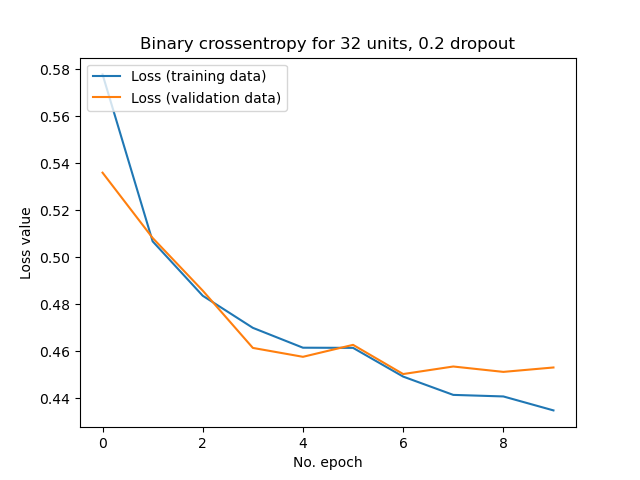 Binary crossentropy for 32 units, 0.2 dropout
Loss (training data)
Loss (validation data)
0.58
0.56
0.54
0.52
0.50
0.48
0.46
0.44
Loss value
0 2 4 6 8
No. epoch